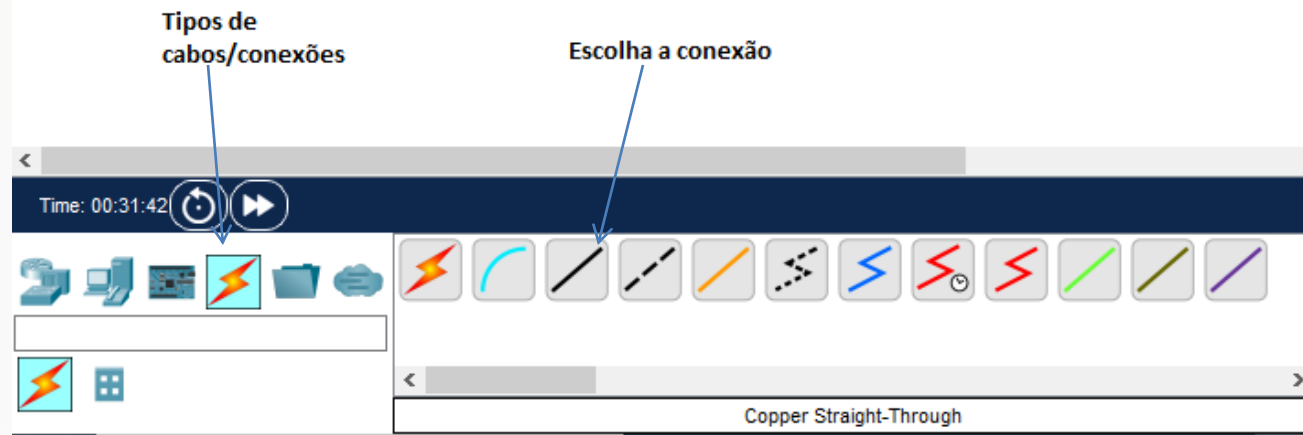 Tipos de
cabos/conexões
Escolha a conexão
Time: 00:31:42
Copper Straight-Through